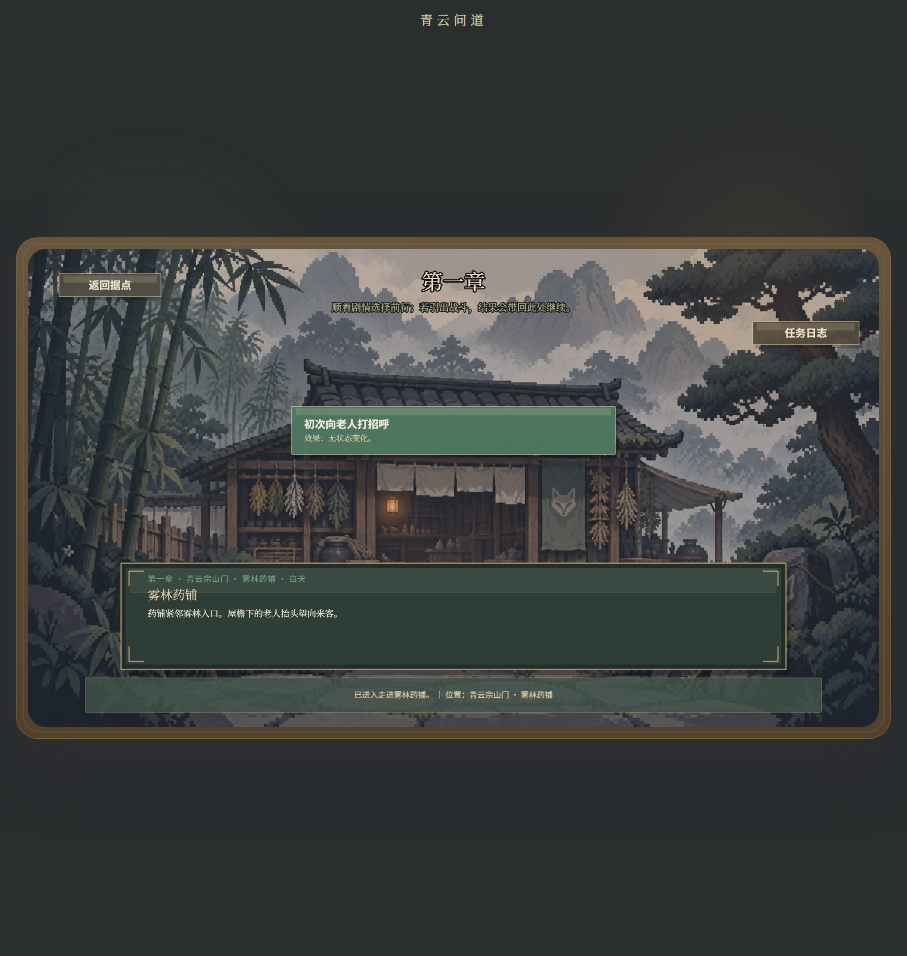 青云问道
第一章
顺着剧情选择前行；若引出战斗，结果会带回此处继续。
返回据点
任务日志
初次向老人打招呼
效果：无状态变化。
第一章 · 青云宗山门 · 雾林药铺 · 白天
雾林药铺
药铺紧邻雾林入口。屋檐下的老人抬头望向来客。
已进入走进雾林药铺。 | 位置：青云宗山门 · 雾林药铺